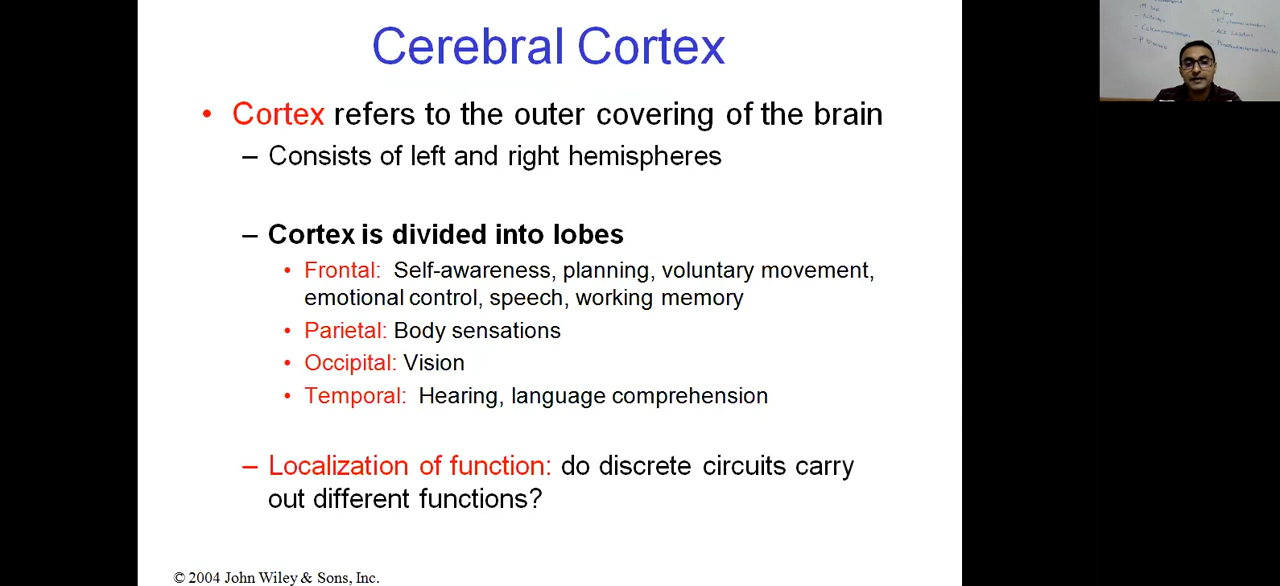 Cerebral Cortex
• Cortex refers to the outer covering of the brain
– Consists of left and right hemispheres
– Cortex is divided into lobes
• Frontal: Self-awareness, planning, voluntary movement,
emotional control, speech, working memory
• Parietal: Body sensations
• Occipital: Vision
• Temporal: Hearing, language comprehension
– Localization of function: do discrete circuits carry
out different functions?
© 2004 John Wiley & Sons, Inc.